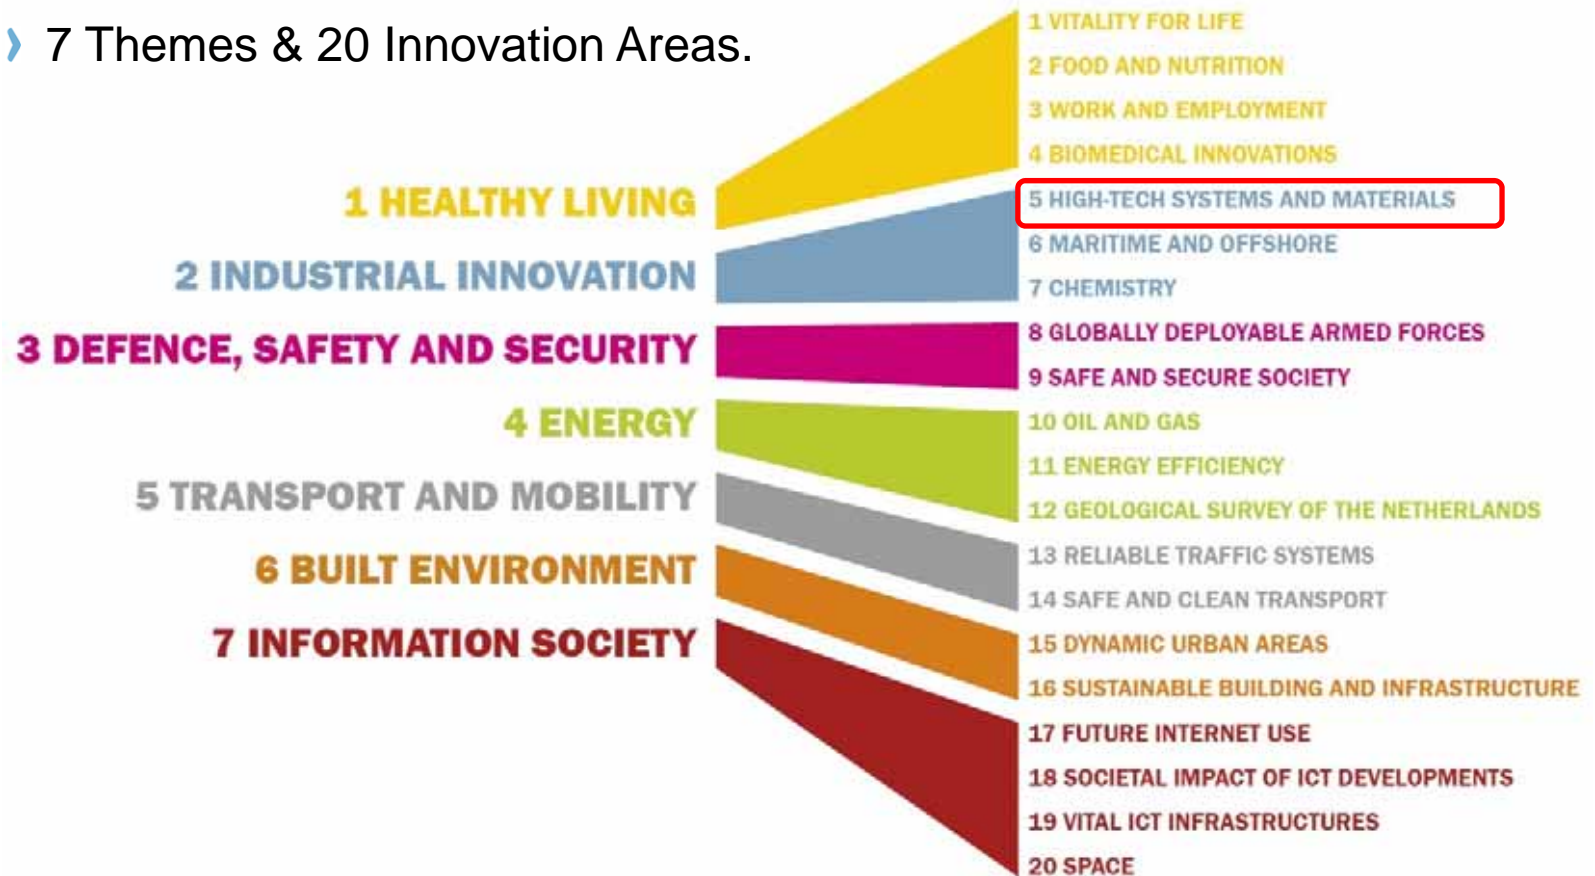 › 7 Themes & 20 Innovation Areas.
1 HEALTHY LIVING
2 INDUSTRIAL INNOVATION
3 DEFENCE, SAFETY AND SECURITY
4 ENERGY
5 TRANSPORT AND MOBILITY
6 BUILT ENVIRONMENT
7 INFORMATION SOCIETY
1 VITALITY FOR LIFE
2 FOOD AND NUTRITION
3 WORK AND EMPLOYMENT
4 BIOMEDICAL INNOVATIONS
5 HIGH-TECH SYSTEMS AND MATERIALS
6 MARITIME AND OFFSHORE
7 CHEMISTRY
8 GLOBALLY DEPLOYABLE ARMED FORCES
9 SAFE AND SECURE SOCIETY
10 OIL AND GAS
11 ENERGY EFFICIENCY
12 GEOLOGICAL SURVEY OF THE NETHERLANDS
13 RELIABLE TRAFFIC SYSTEMS
14 SAFE AND CLEAN TRANSPORT
15 DYNAMIC URBAN AREAS
16 SUSTAINABLE BUILDING AND INFRASTRUCTURE
17 FUTURE INTERNET USE
18 SOCIETAL IMPACT OF ICT DEVELOPMENTS
19 VITAL ICT INFRASTRUCTURES
20 SPACE